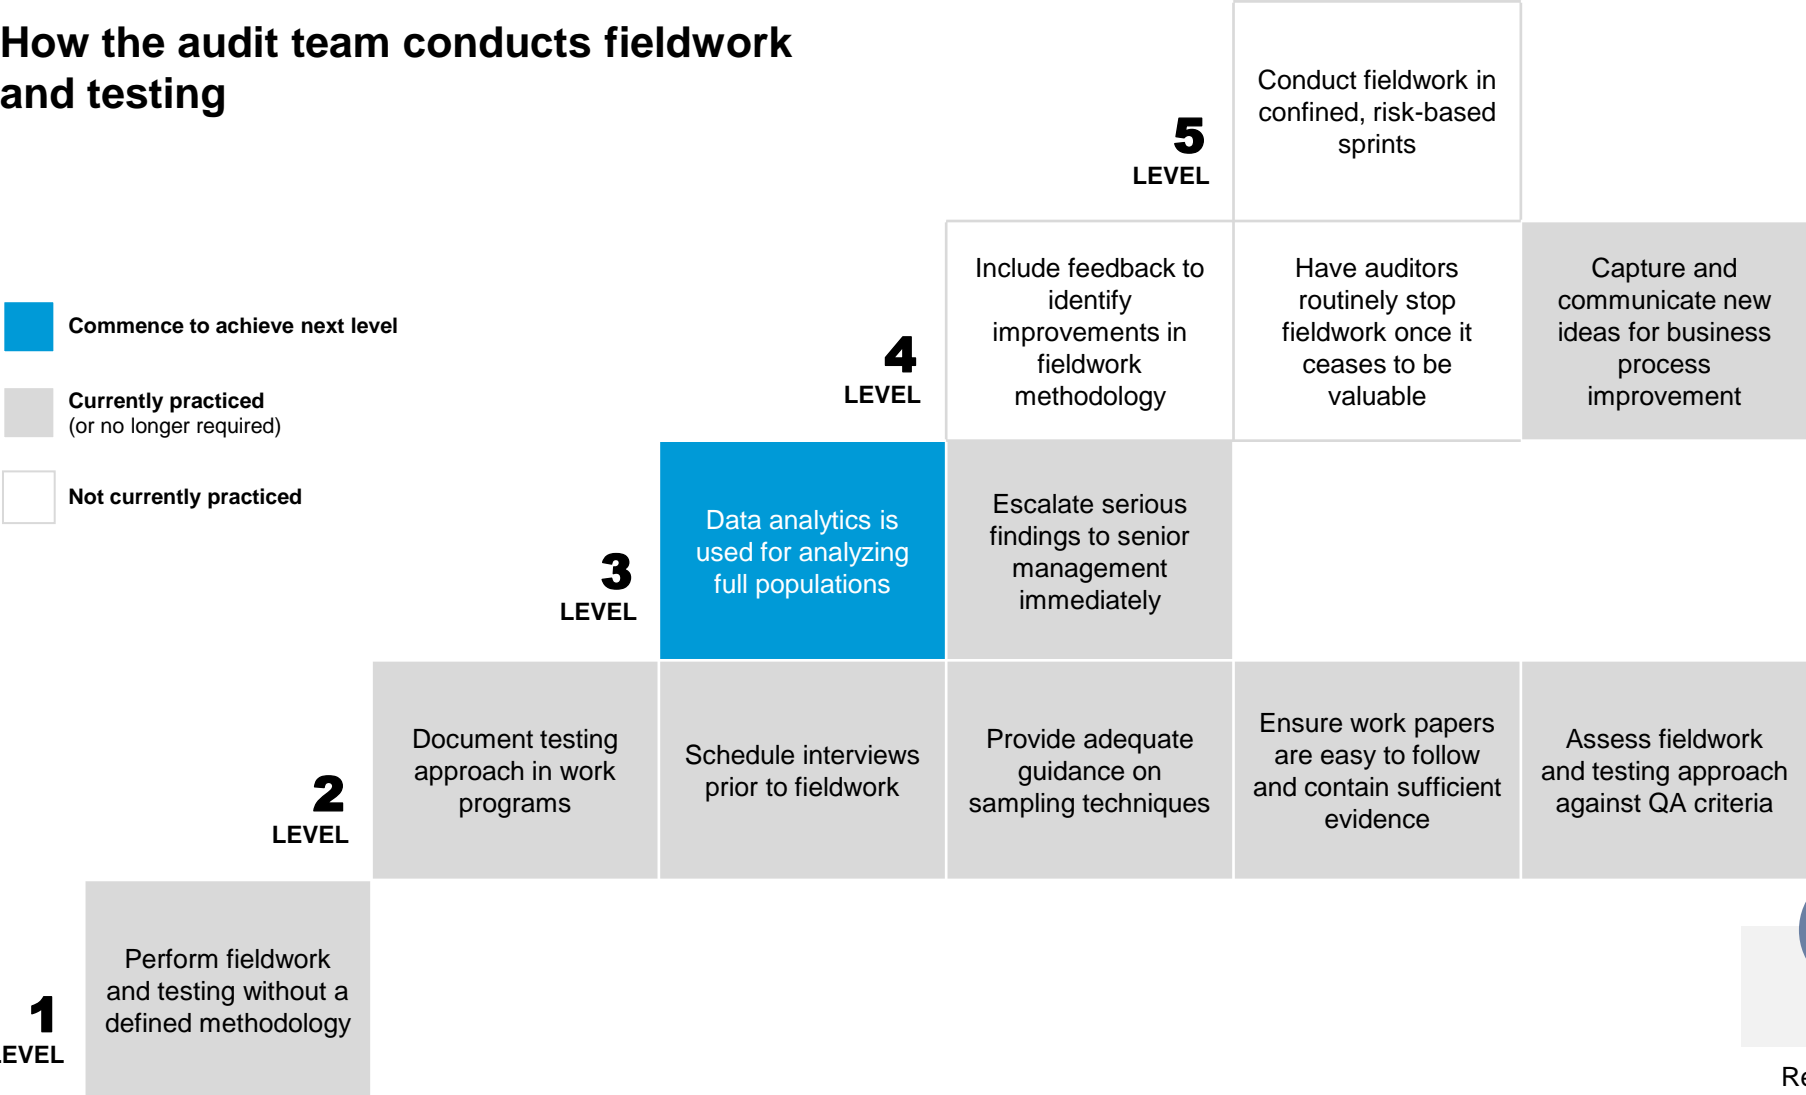 How the audit team conducts fieldwork
and testing
Commence to achieve next level
Currently practiced
(or no longer required)
Not currently practiced
5
LEVEL
Conduct fieldwork in
confined, risk-based
sprints
4
LEVEL
Include feedback to
identify
improvements in
fieldwork
methodology
Have auditors
routinely stop
fieldwork once it
ceases to be
valuable
Capture and
communicate new
ideas for business
process
improvement
3
LEVEL
Data analytics is
used for analyzing
full populations
Escalate serious
findings to senior
management
immediately
2
LEVEL
Document testing
approach in work
programs
Schedule interviews
prior to fieldwork
Provide adequate
guidance on
sampling techniques
Ensure work papers
are easy to follow
and contain sufficient
evidence
Assess fieldwork
and testing approach
against QA criteria
1
LEVEL
Perform fieldwork
and testing without a
defined methodology